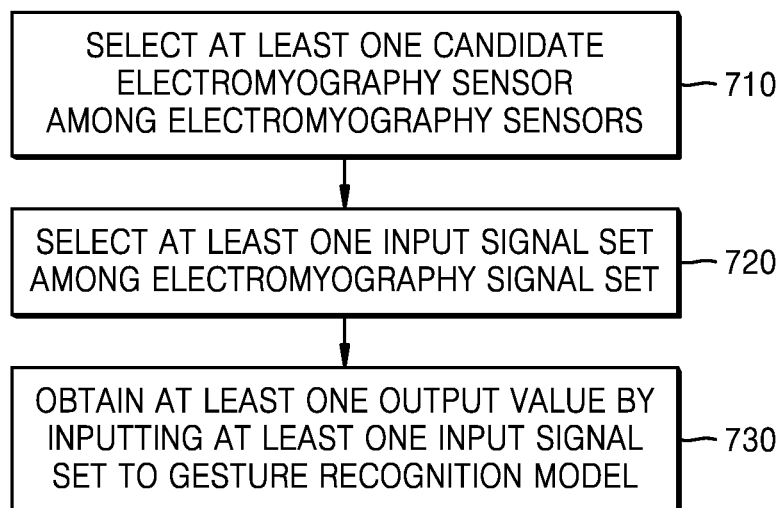 SELECT AT LEAST ONE CANDIDATE
ELECTROMYOGRAPHY SENSOR
AMONG ELECTROMYOGRAPHY SENSORS
710
SELECT AT LEAST ONE INPUT SIGNAL SET
AMONG ELECTROMYOGRAPHY SIGNAL SET
720
OBTAIN AT LEAST ONE OUTPUT VALUE BY
INPUTTING AT LEAST ONE INPUT SIGNAL
SET TO GESTURE RECOGNITION MODEL
730